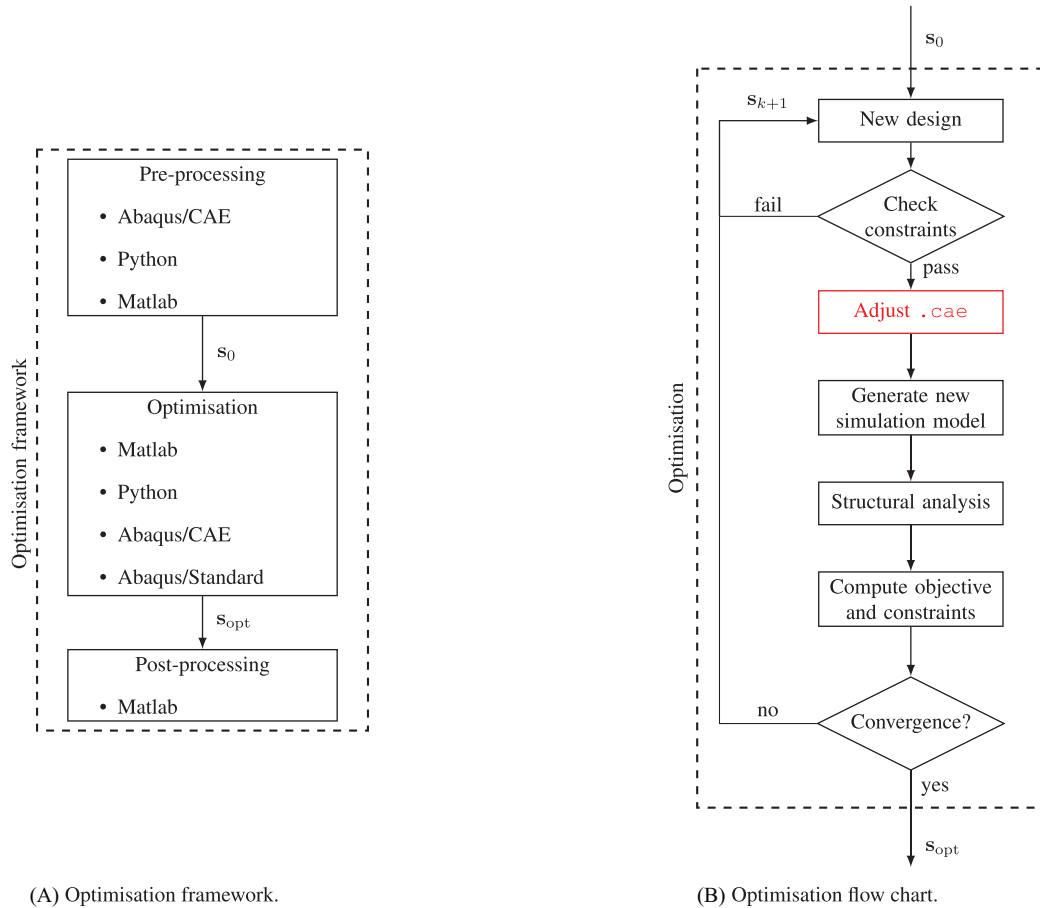 Optimisation framework
Pre-processing
• Abaqus/CAE
• Python
• Matlab
s0
Optimisation
• Matlab
• Python
• Abaqus/CAE
• Abaqus/Standard
sopt
Post-processing
• Matlab
(A) Optimisation framework.
s0
Optimisation
sk+1
New design
Check
constraints
fail
pass
Adjust .cae
Generate new
simulation model
Structural analysis
Compute objective
and constraints
Convergence?
no
yes
sopt
(B) Optimisation flow chart.